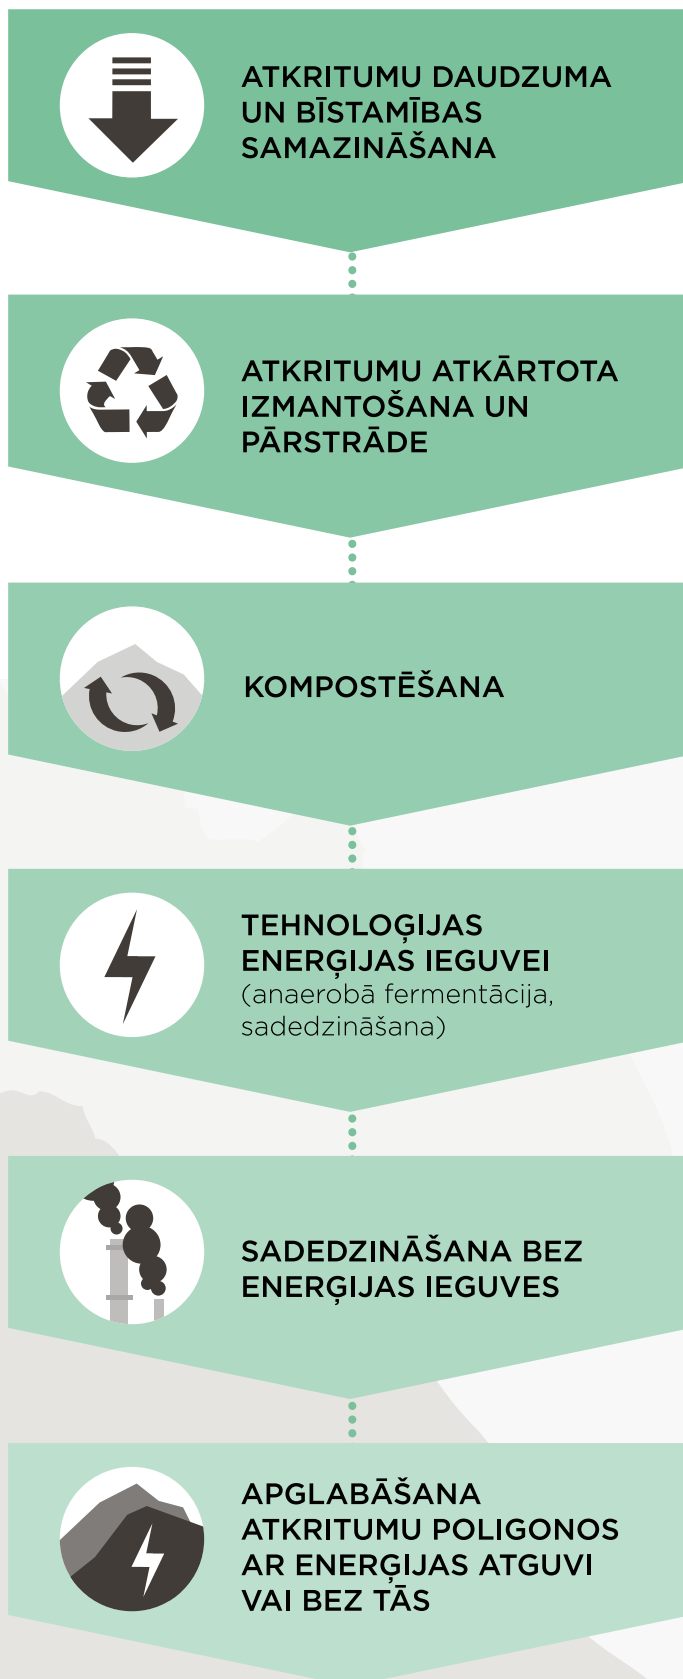 ATKRITUMU DAUDZUMA
UN BĪSTAMĪBAS
SAMAZINĀŠANA
ATKRITUMU ATKĀRTOTA
IZMANTOŠANA UN
PĀRSTRĀDE
KOMPOSTĒŠANA
TEHNOLOĢIJAS
ENERĢIJAS IEGUVEI
(anaerobā fermentācija,
sadedzināšana)
SADEDZINĀŠANA BEZ
ENERĢIJAS IEGUVES
APGLABĀŠANA
ATKRITUMU POLIGONOS
AR ENERĢIJAS ATGUVI
VAI BEZ TĀS